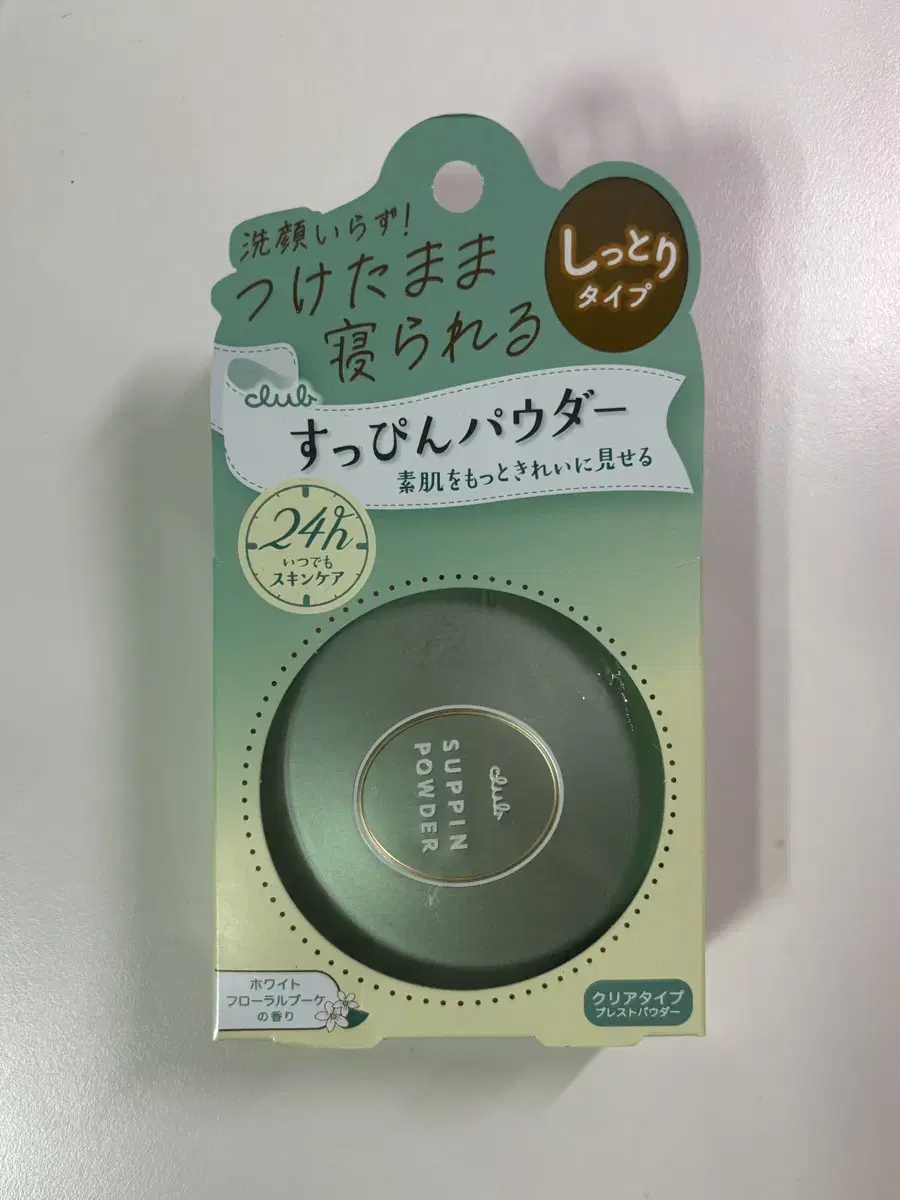 洗顔いらず!
つけたまま
寝られる
しっとり
タイプ
club
すっぴんパウダー
素肌をもっときれいに見せる
24h
いつでも
スキンケア
club
SUPPIN
POWDER
ホワイト
フローラルブーケ
の香り
クリアタイプ
プレストパウダー